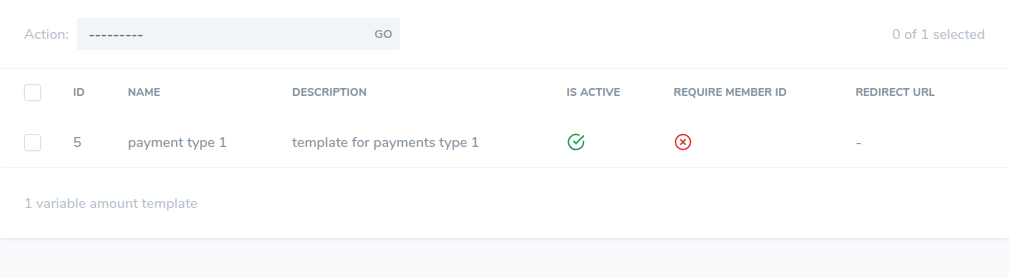 Action: --------- GO 0 of 1 selected
ID NAME DESCRIPTION IS ACTIVE REQUIRE MEMBER ID REDIRECT URL
5 payment type 1 template for payments type 1 -
1 variable amount template